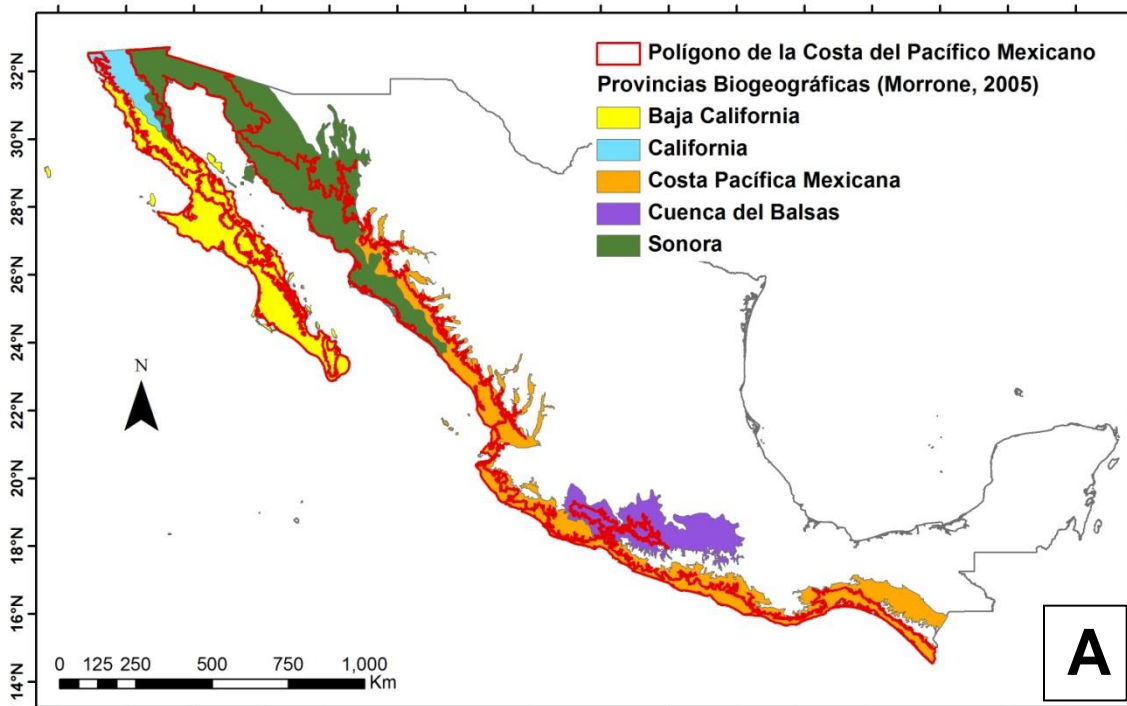 32°N
30°N
28°N
26°N
24°N
22°N
20°N
18°N
16°N
14°N
Polígono de la Costa del Pacífico Mexicano
Provincias Biogeográficas (Morrone, 2005)
Baja California
California
Costa Pacífica Mexicana
Cuenca del Balsas
Sonora
N
0 125 250 500 750 1,000
Km
A